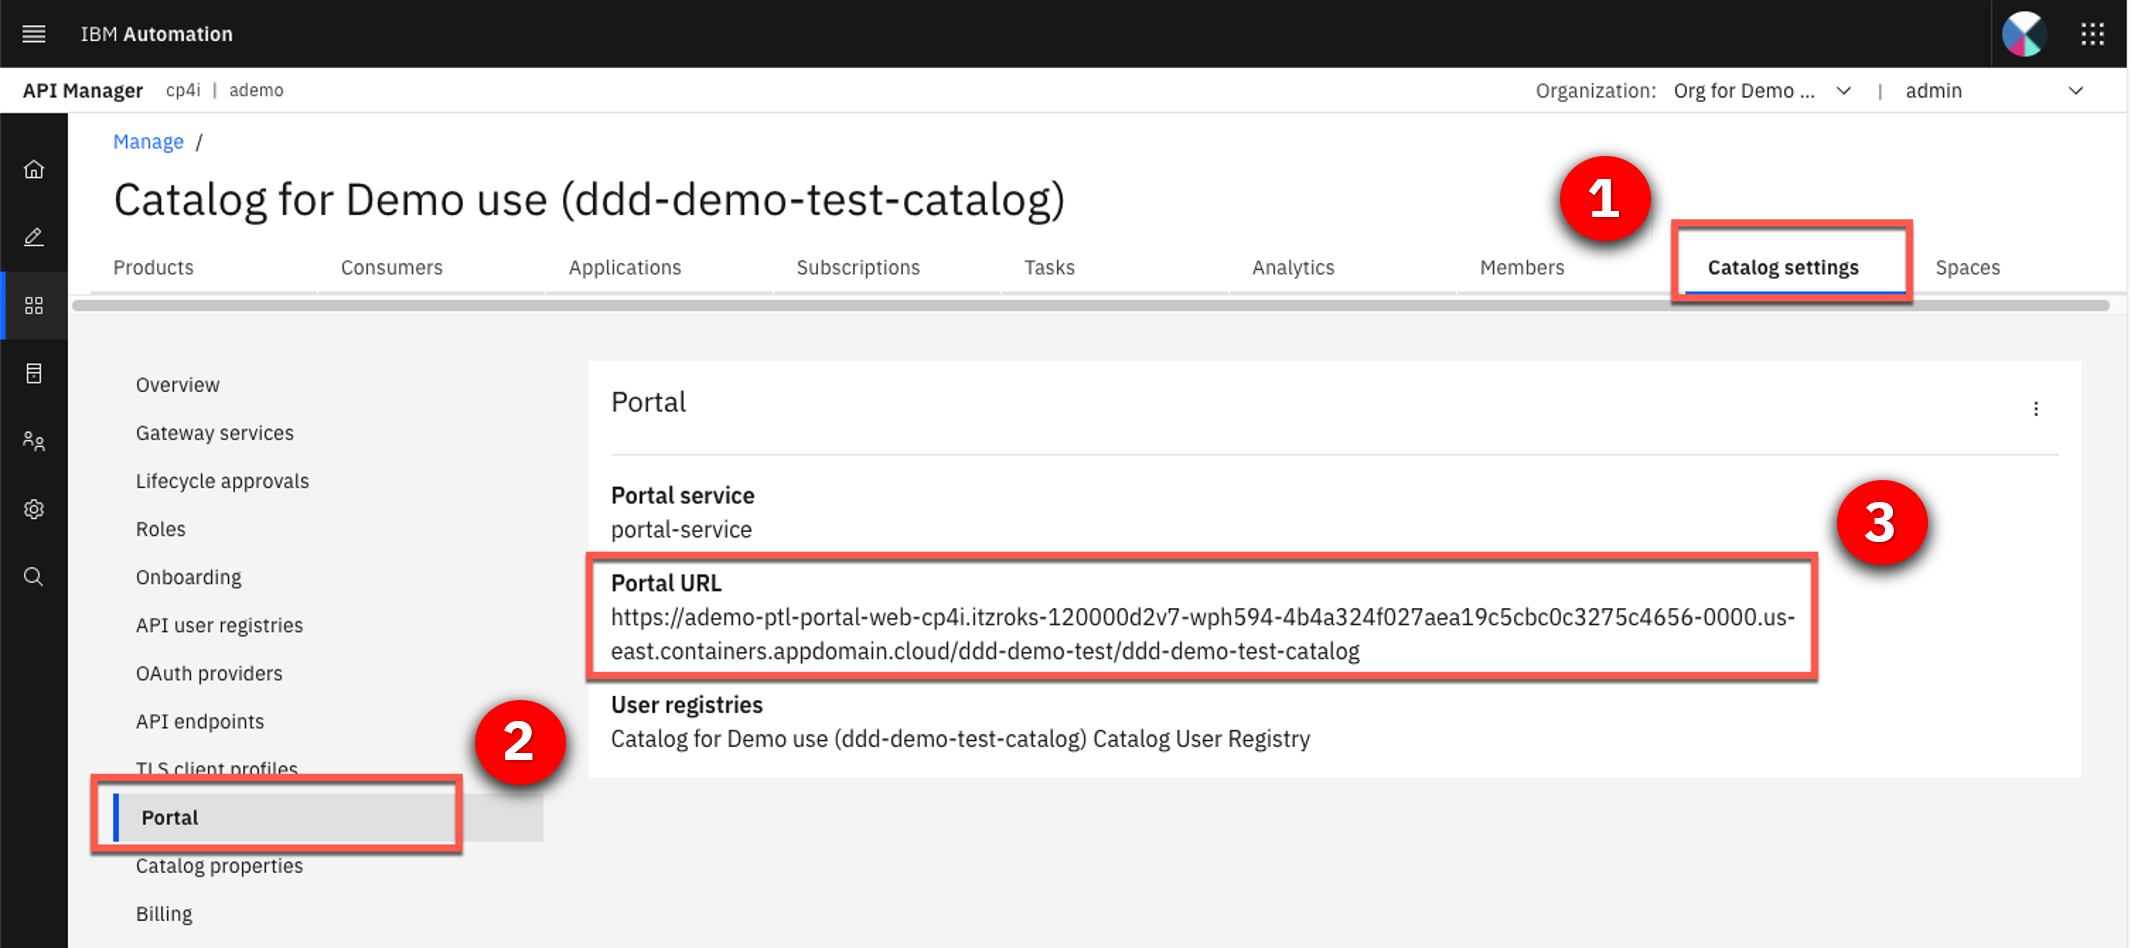 IBM Automation
API Manager cp4i | ademo Organization: Org for Demo ... | admin
Manage /
Catalog for Demo use (ddd-demo-test-catalog)
1
Products Consumers Applications Subscriptions Tasks Analytics Members Catalog settings Spaces
Overview
Gateway services
Lifecycle approvals
Roles
Onboarding
API user registries
OAuth providers
API endpoints
TLS client profiles
2
Portal
Catalog properties
Billing
Portal
Portal service
portal-service
3
Portal URL
https://ademo-ptl-portal-web-cp4i.itzroks-120000d2v7-wph594-4b4a324f027aea19c5cbc0c3275c4656-0000.us-
east.containers.appdomain.cloud/ddd-demo-test/ddd-demo-test-catalog
User registries
Catalog for Demo use (ddd-demo-test-catalog) Catalog User Registry